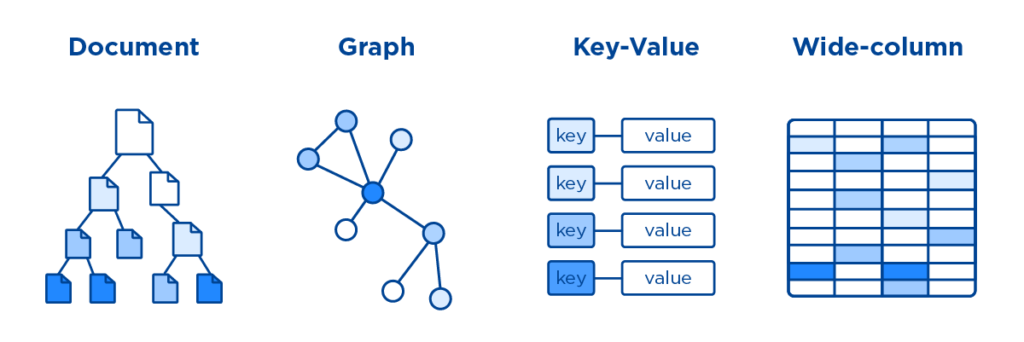 Document
Graph
Key-Value
Wide-column
key value
key value
key value
key value